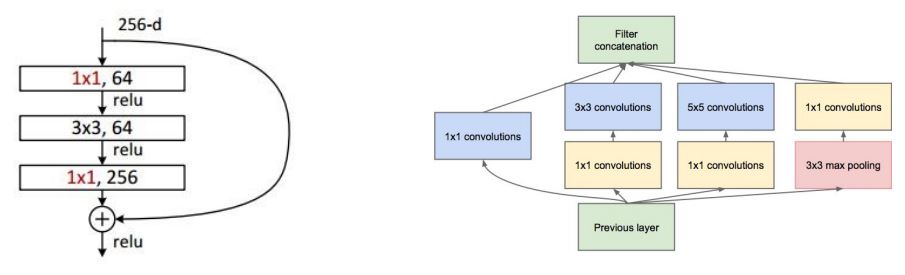 256-d
1x1, 64
relu
3x3, 64
relu
1x1, 256
relu
Filter
concatenation
3x3 convolutions
5x5 convolutions
1x1 convolutions
1x1 convolutions
1x1 convolutions
1x1 convolutions
3x3 max pooling
Previous layer